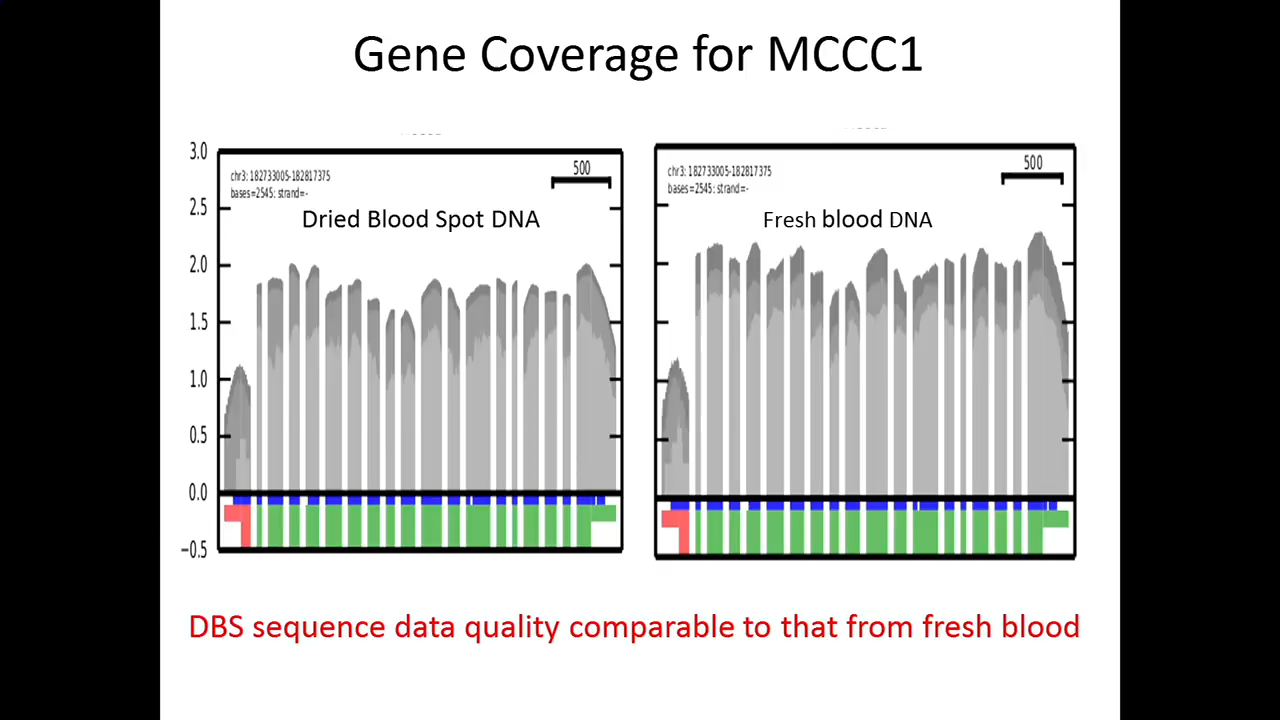 Gene Coverage for MCCC1
3.0
2.5
2.0
1.5
1.0
0.5
0.0
−0.5
chr3: 182733005-182817375
bases=2545: strand=-
500
Dried Blood Spot DNA
chr3: 182733005-182817375
bases=2545: strand=-
500
Fresh blood DNA
DBS sequence data quality comparable to that from fresh blood